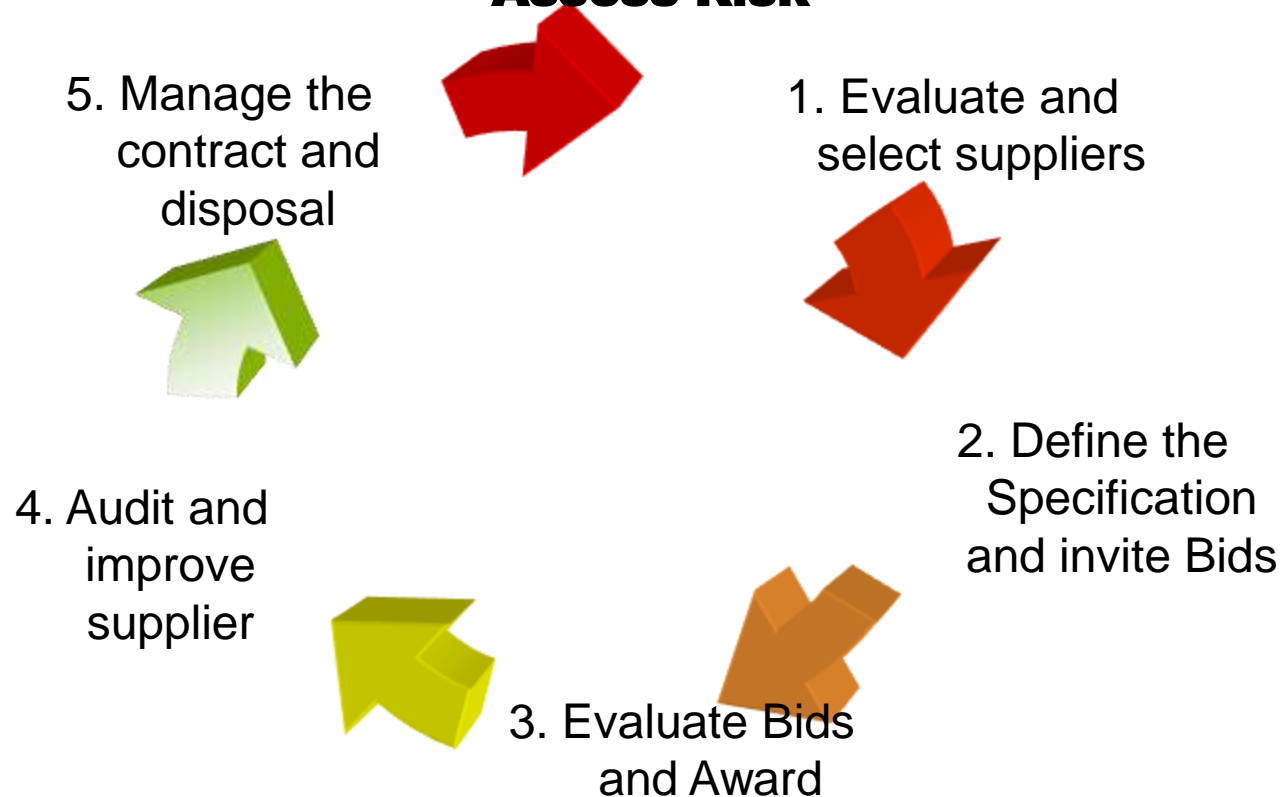 1. Evaluate and
select suppliers
2. Define the
Specification
and invite Bids
3. Evaluate Bids
and Award
4. Audit and
improve
supplier
5. Manage the
contract and
disposal